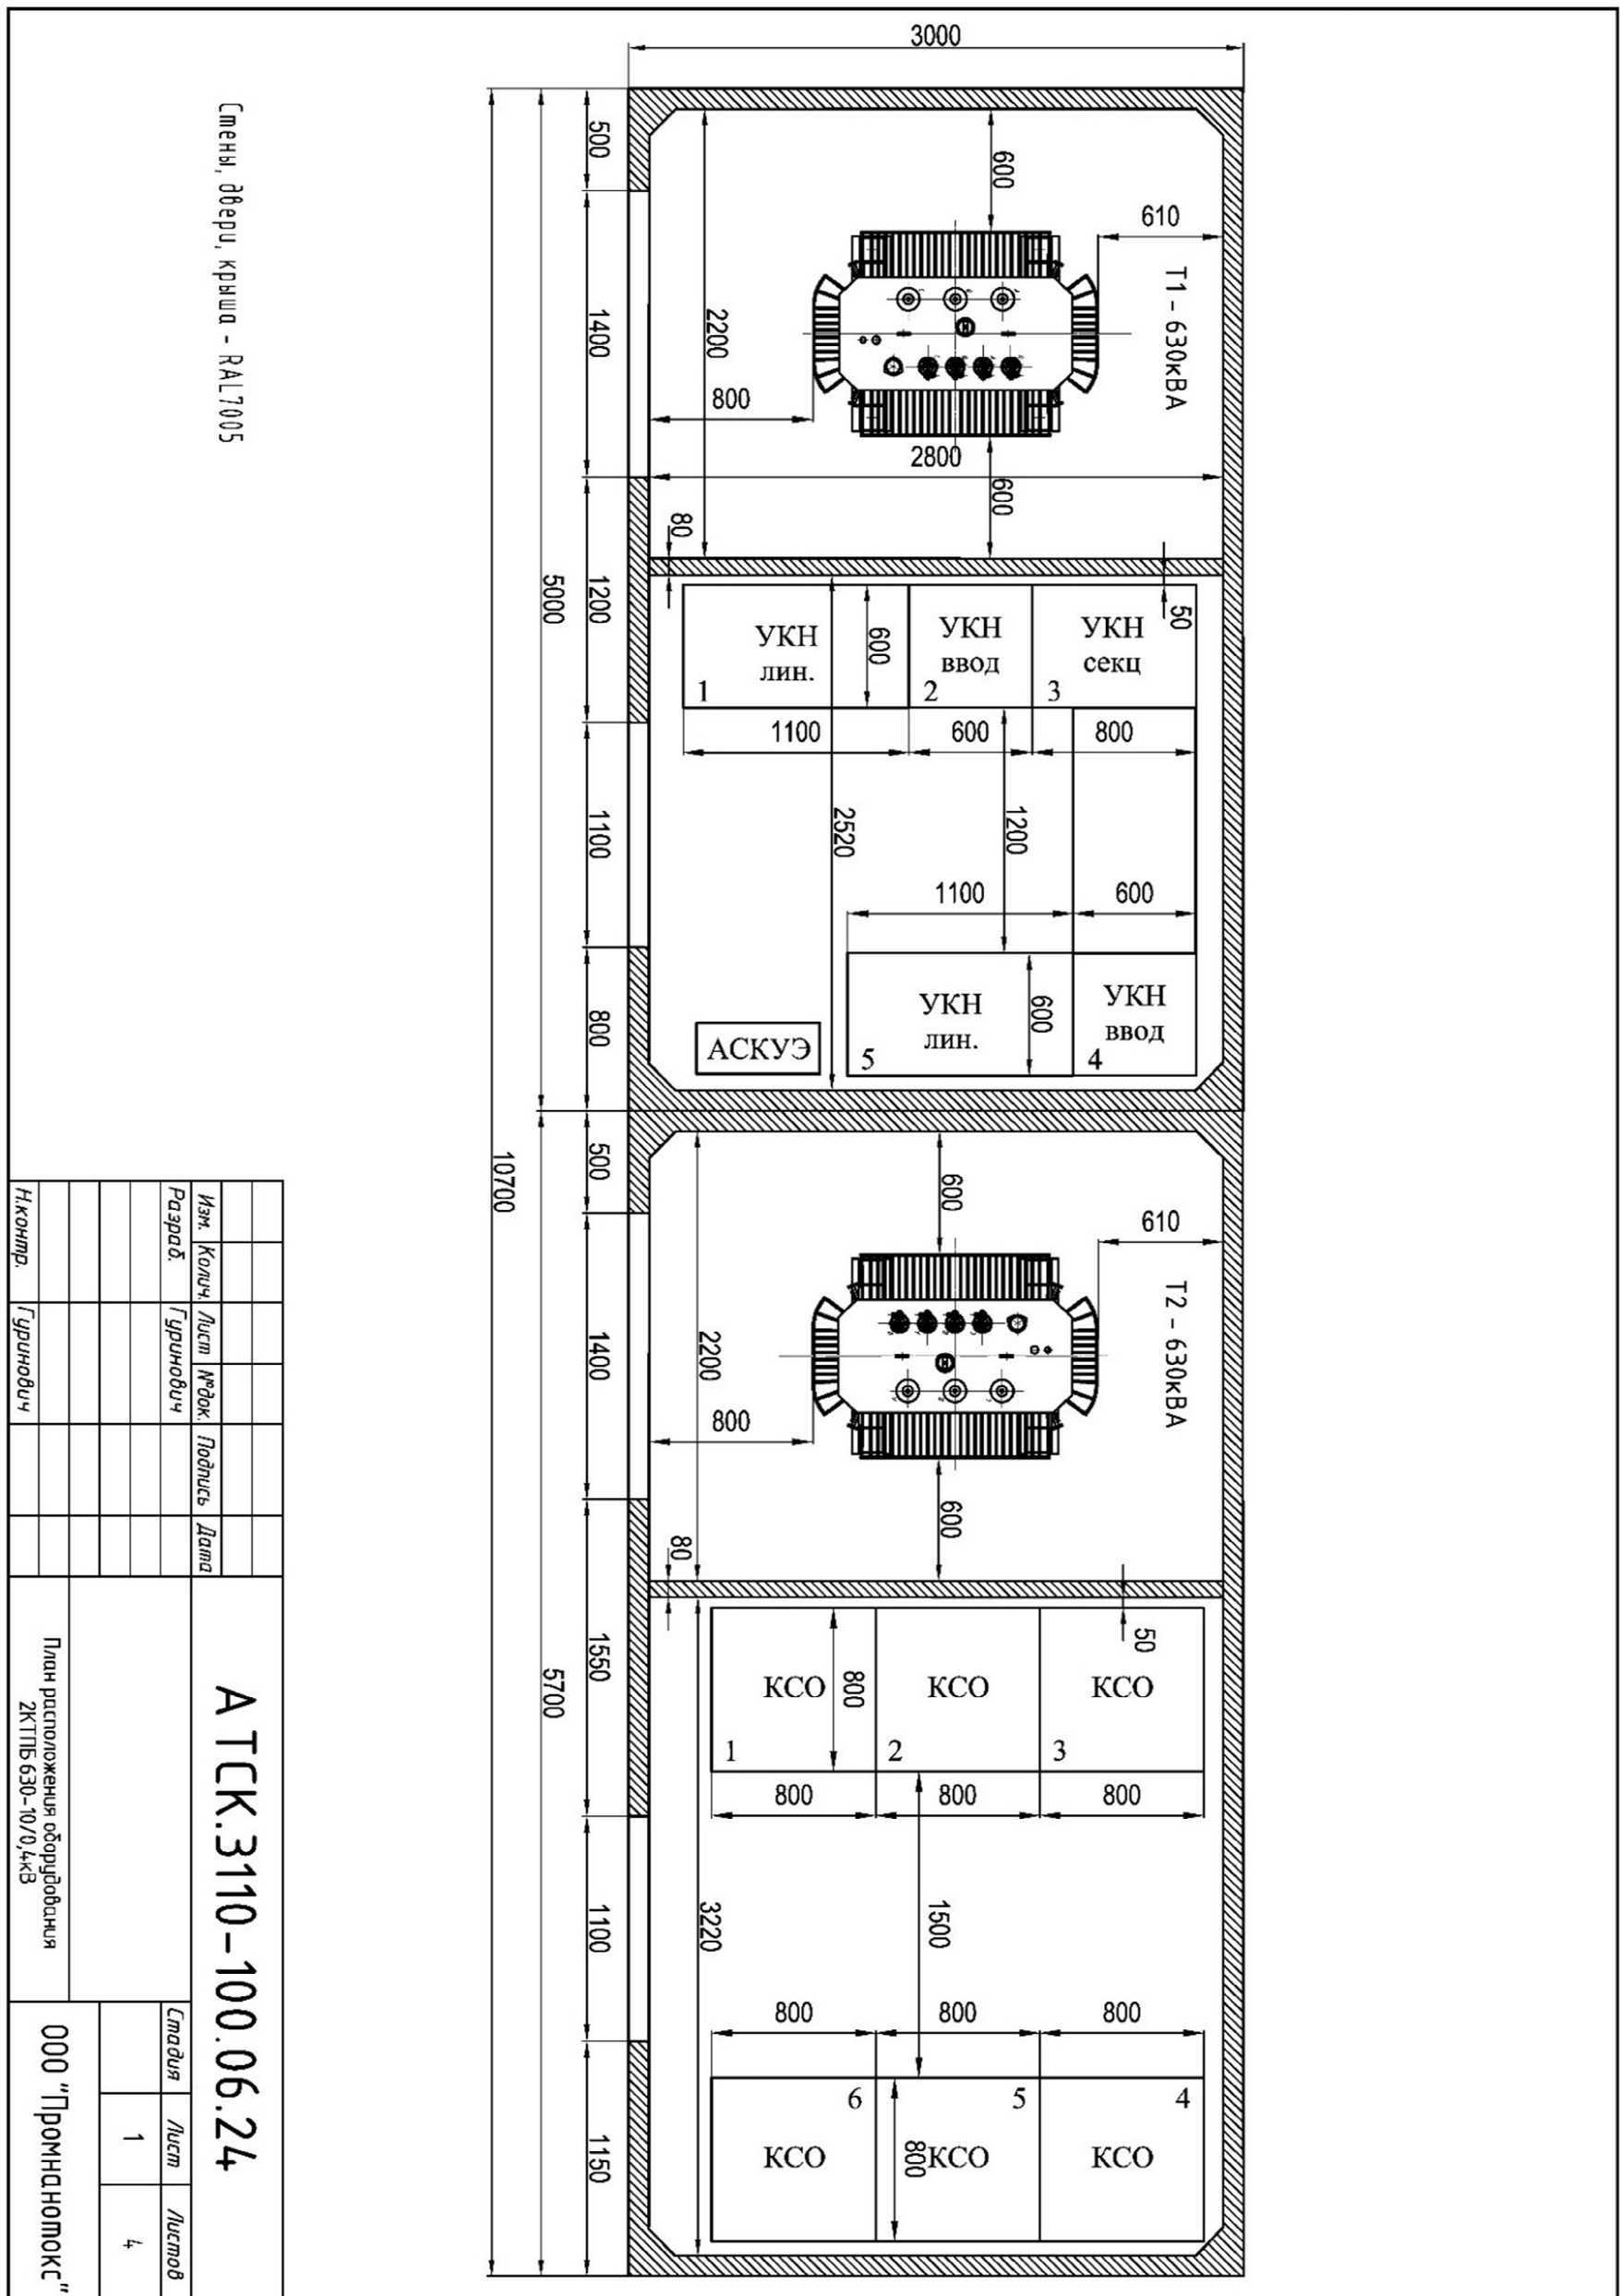 3000
500
1400
1200
1100
800
500
1400
1550
1100
1150
5000
5700
10700
600
610
T1 - 630кВА
2200
800
2800
600
80
50
УКН
лин.
1
600
УКН
ввод
2
УКН
секц
3
1100
600
800
2520
1200
1100
600
АСКУЭ
УКН
лин.
5
600
УКН
ввод
4
600
610
T2 - 630кВА
2200
800
600
80
50
КСО
1
800
КСО
2
КСО
3
800
800
800
3220
1500
800
800
800
6
КСО
5
800
КСО
4
КСО
Стены, двери, крыша - RAL7005
А ТСК.3110-100.06.24
Изм. Колич. Лист №док. Подпись Дата
Разраб. Гуринович
Н.контр. Гуринович
План расположения оборудования
2КТПБ 630-10/0,4кВ
Стадия Лист Листов
1 4
ООО "Промнанотокс"